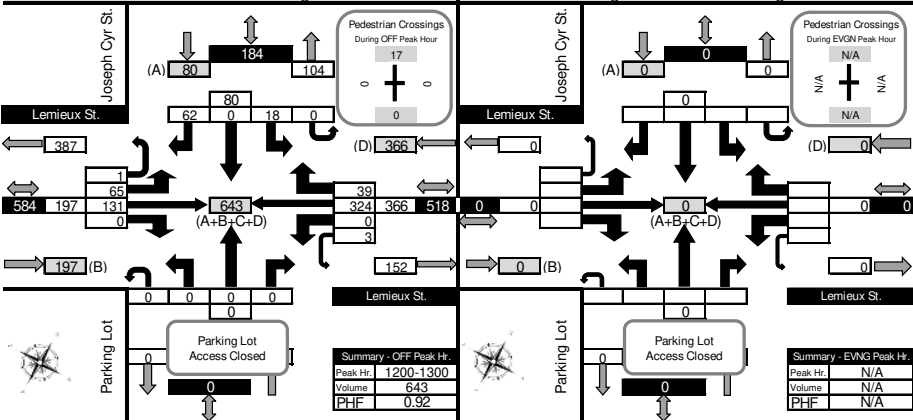 Joseph Cyr St.
Lemieux St.
(A)
80
184
104
80
62 0 18 0
Pedestrian Crossings
During OFF Peak Hour
17
0
0
0
387
(D) 366
1
65
131
0
584 197
643
(A+B+C+D)
39
324
0
3
366 518
197 (B)
152
0 0 0 0
0
Lemieux St.
Parking Lot
0
Parking Lot
Access Closed
0
Summary - OFF Peak Hr.
Peak Hr. 1200-1300
Volume 643
PHF 0.92
Joseph Cyr St.
Lemieux St.
(A)
0
0
0
0
Pedestrian Crossings
During EVGN Peak Hour
N/A
N/A
N/A
N/A
0
(D) 0
0 0
0
(A+B+C+D)
0 0
0 (B)
0
0
Lemieux St.
Parking Lot
0
Parking Lot
Access Closed
0
Summary - EVNG Peak Hr.
Peak Hr. N/A
Volume N/A
PHF N/A